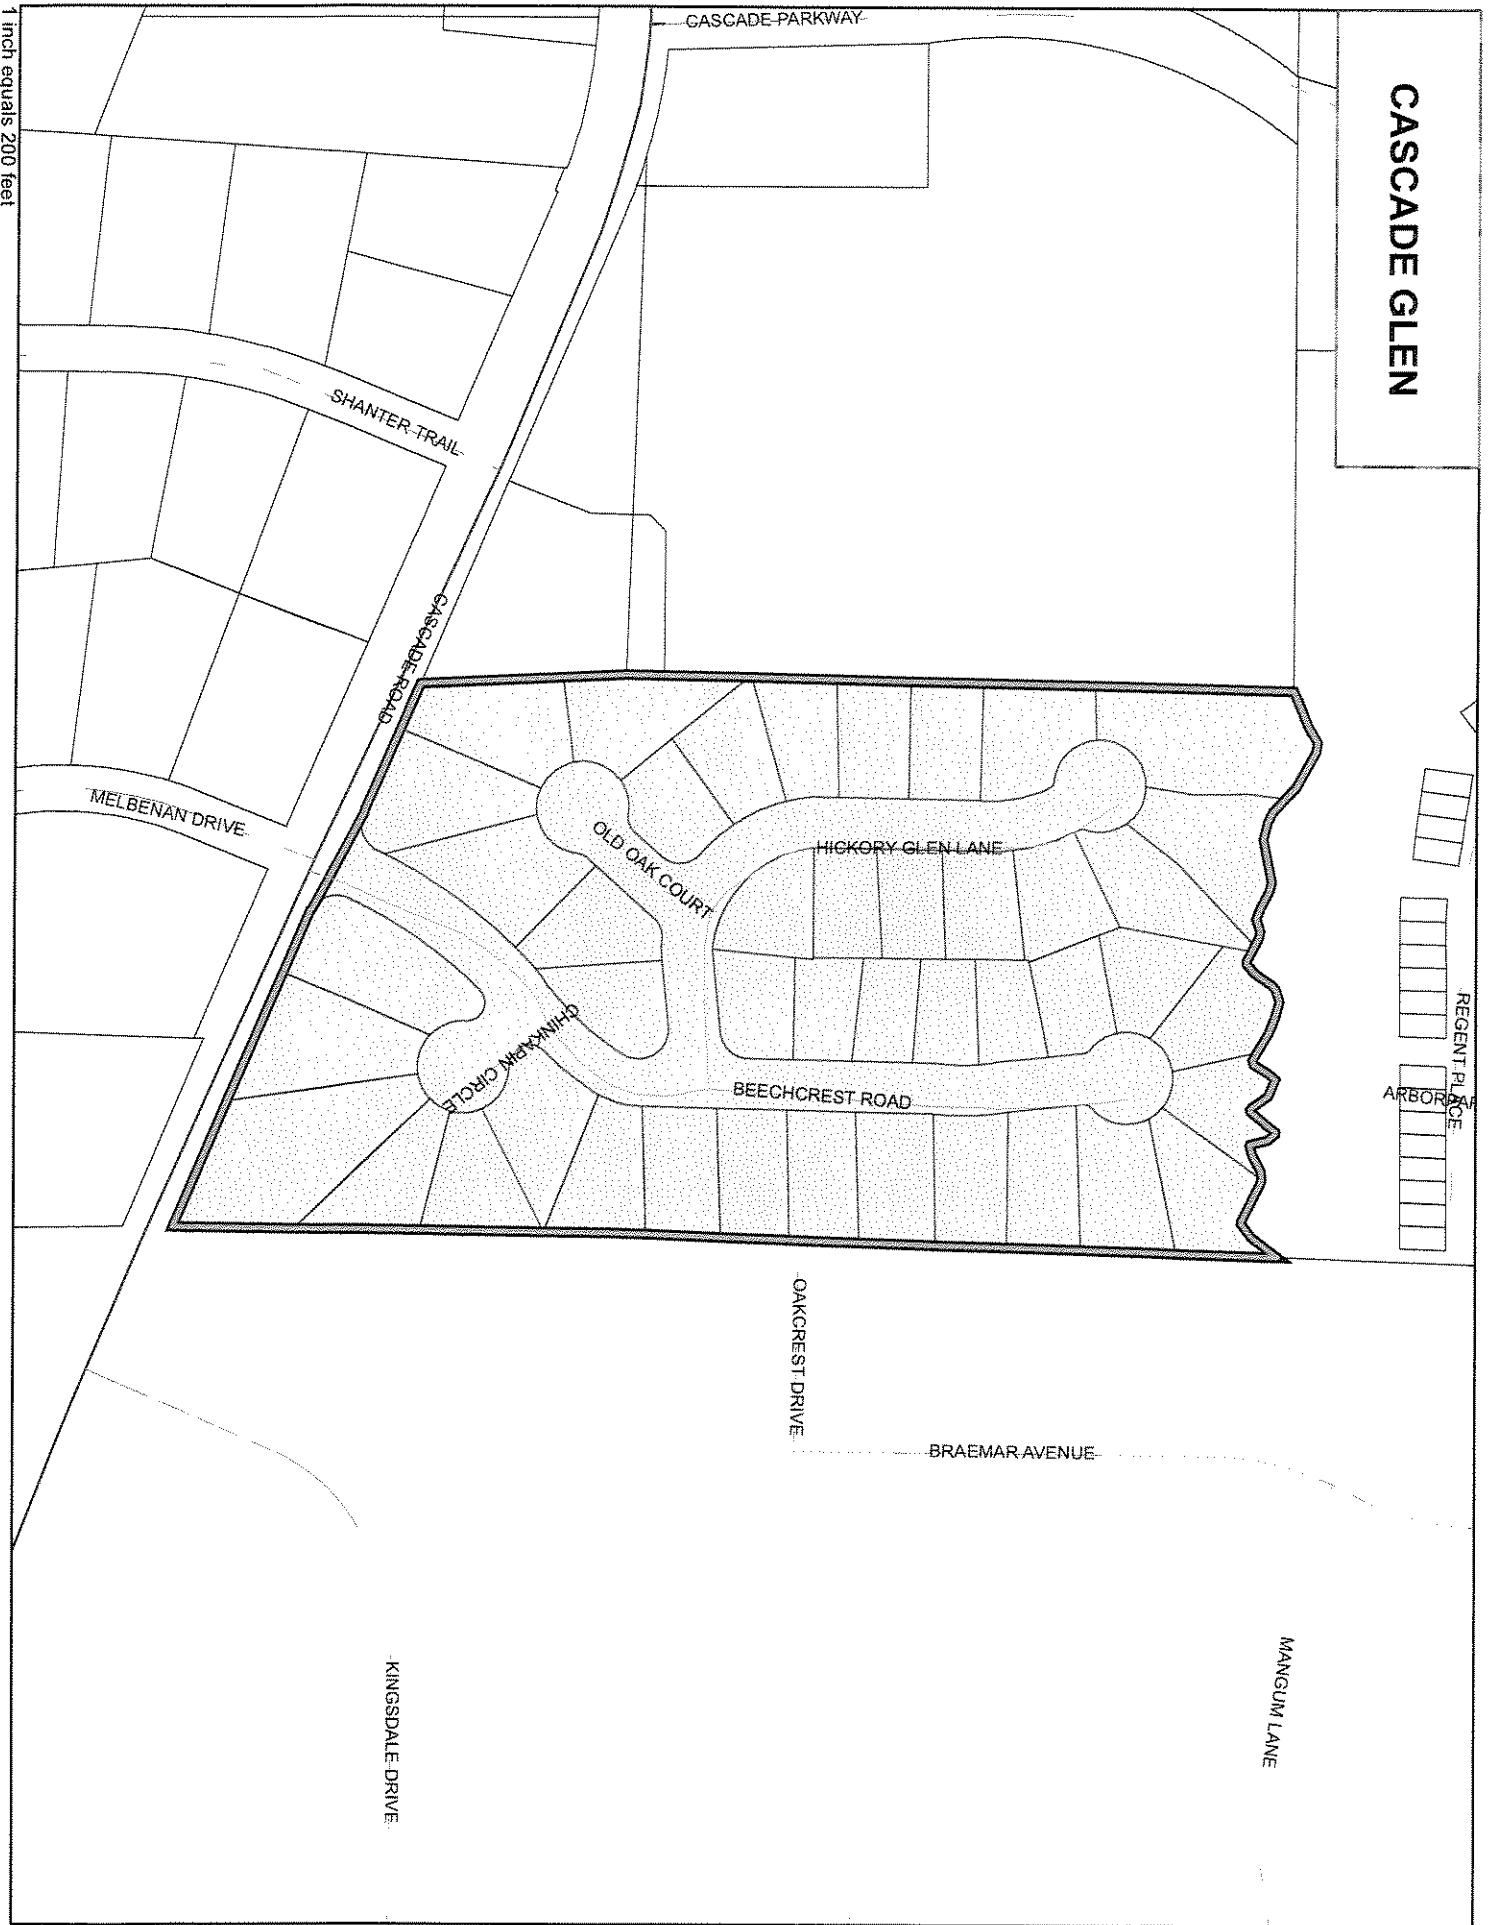 CASCADE GLEN
CASCADE PARKWAY
1 inch equals 200 feet
SHANTER TRAIL
CASCADE ROAD
MELBENAN DRIVE
OLD OAK COURT
HICKORY GLEN LANE
CHINKAPIN CIRCLE
BEECHCREST ROAD
REGENT PLACE
OAKCREST DRIVE
BRAEMAR AVENUE
MANGUM LANE
KINGSDALE DRIVE